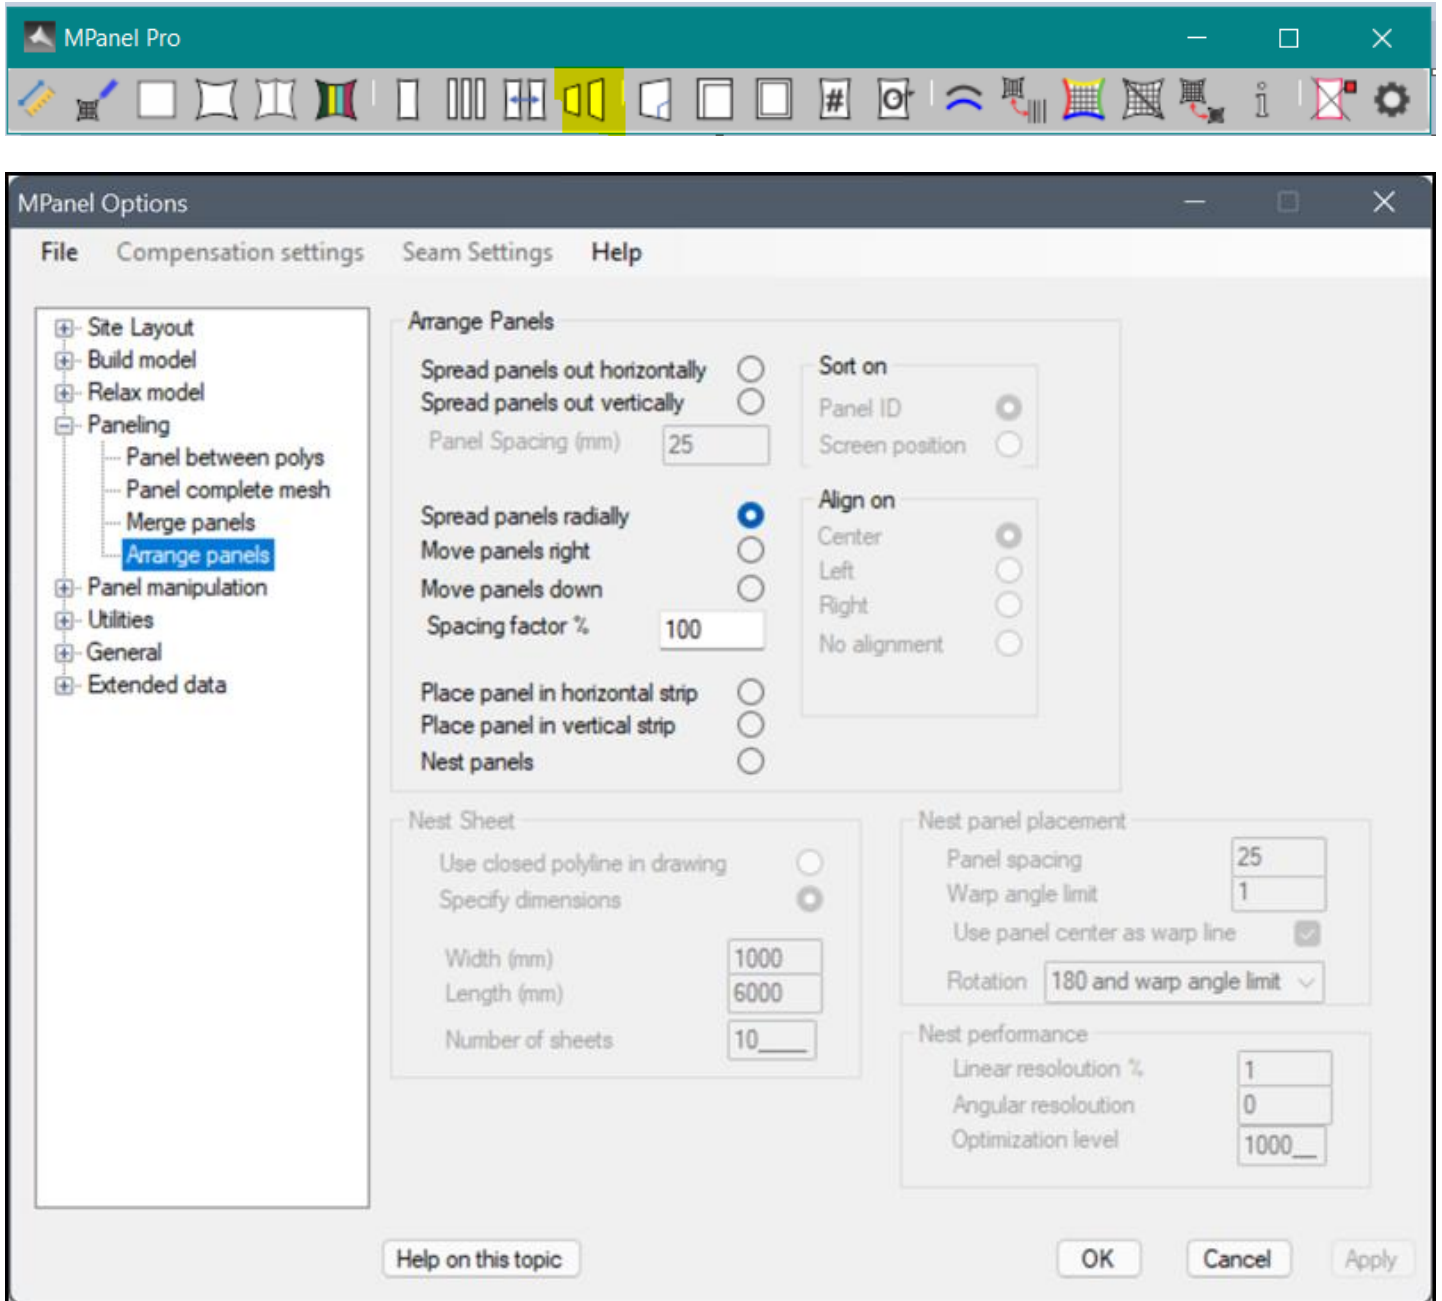 MPanel Pro
#
MPanel Options
File Compensation settings Seam Settings Help
Site Layout
Build model
Relax model
Paneling
Panel between polys
Panel complete mesh
Merge panels
Arrange panels
Panel manipulation
Utilities
General
Extended data
Arrange Panels
Spread panels out horizontally
Spread panels out vertically
Panel Spacing (mm) 25
Spread panels radially
Move panels right
Move panels down
Spacing factor % 100
Place panel in horizontal strip
Place panel in vertical strip
Nest panels
Sort on
Panel ID
Screen position
Align on
Center
Left
Right
No alignment
Nest Sheet
Use closed polyline in drawing
Specify dimensions
Width (mm) 1000
Length (mm) 6000
Number of sheets 10____
Nest panel placement
Panel spacing 25
Warp angle limit 1
Use panel center as warp line
Rotation 180 and warp angle limit
Nest performance
Linear resoloution % 1
Angular resoloution 0
Optimization level 1000__
Help on this topic OK Cancel Apply